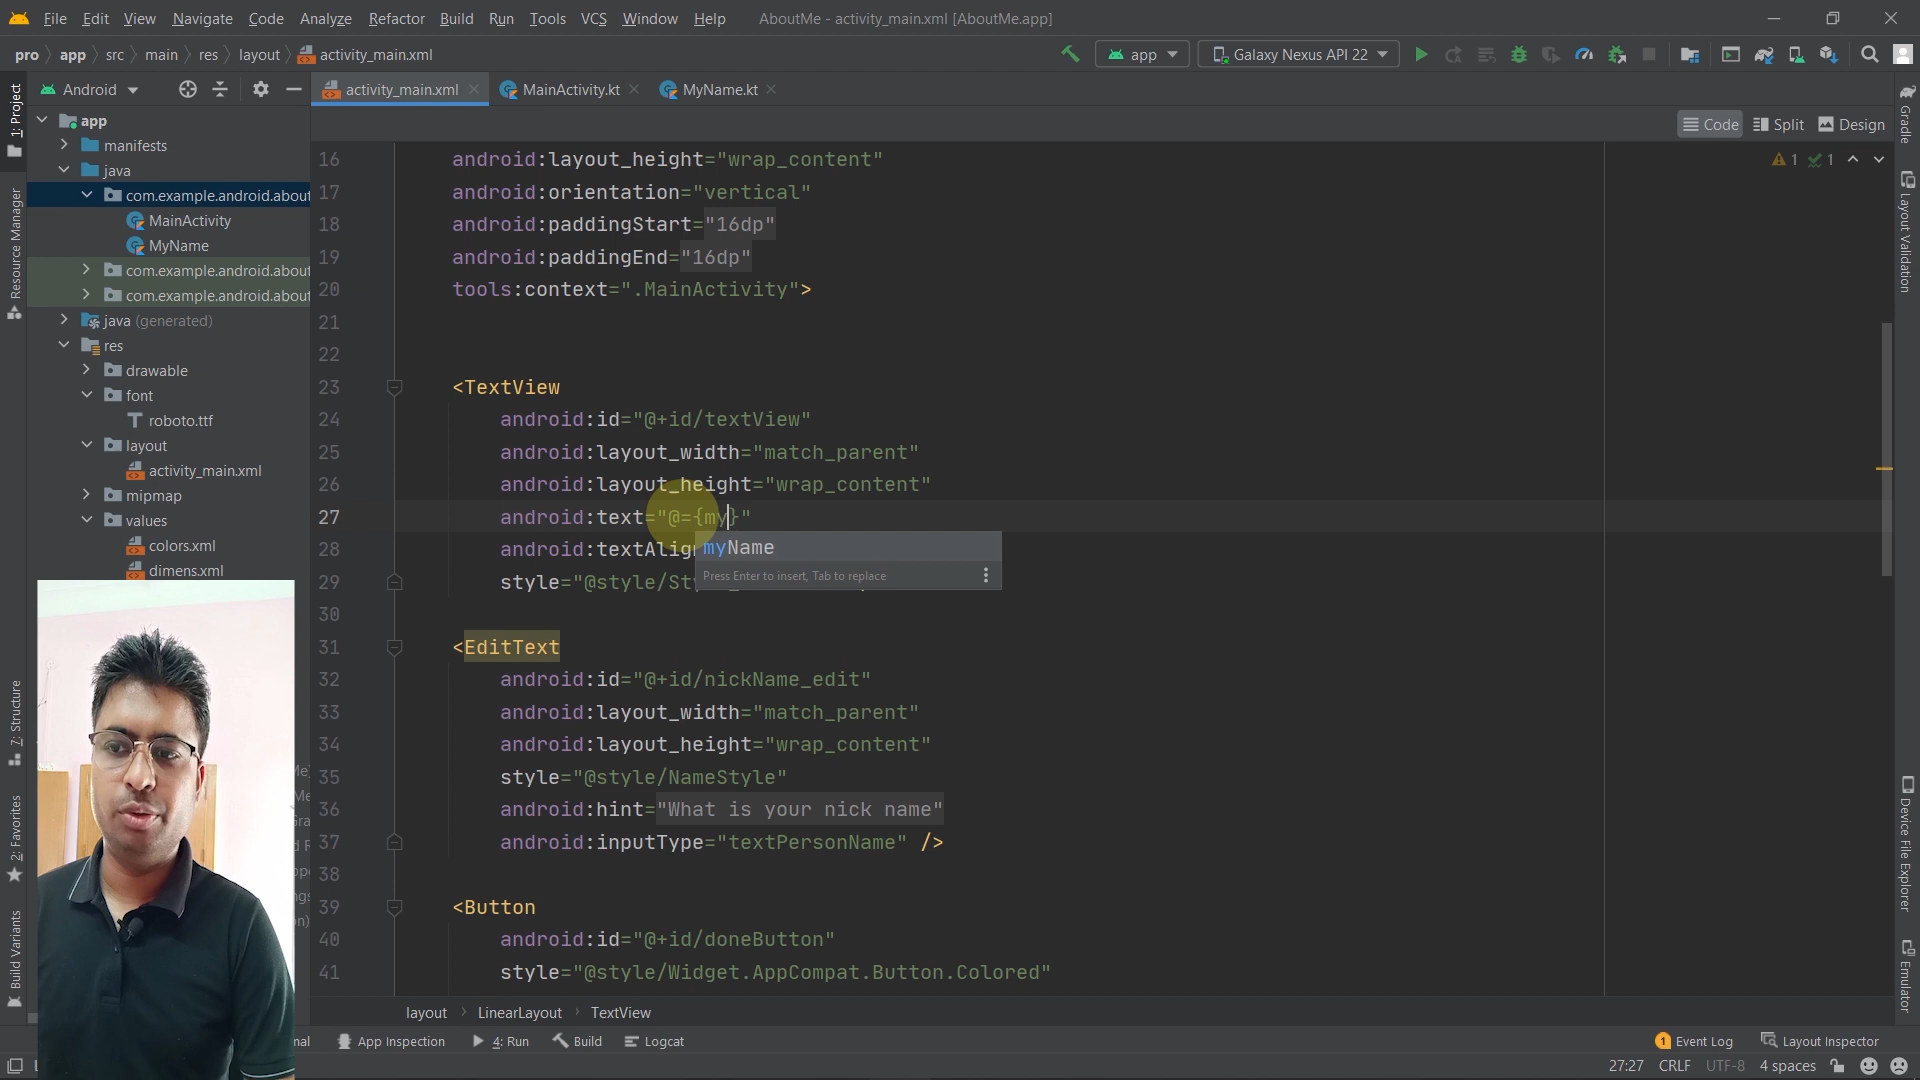 File Edit View Navigate Code Analyze Refactor Build Run Tools VCS Window Help AboutMe - activity_main.xml [AboutMe.app]
pro app src main res layout activity_main.xml app Galaxy Nexus API 22
Android activity_main.xml MainActivity.kt MyName.kt
Code Split Design
1: Project
Resource Manager
7: Structure
2: Favorites
Build Variants
app
manifests
java
com.example.android.about
MainActivity
MyName
com.example.android.about
com.example.android.about
java (generated)
res
drawable
font
roboto.ttf
layout
activity_main.xml
mipmap
values
colors.xml
dimens.xml
1 1
16 android:layout_height="wrap_content"
17 android:orientation="vertical"
18 android:paddingStart="16dp"
19 android:paddingEnd="16dp"
20 tools:context=".MainActivity">
21
22
23 <TextView
24 android:id="@+id/textView"
25 android:layout_width="match_parent"
26 android:layout_height="wrap_content"
27 android:text="@={my}"
myName
28 android:textAlig
Press Enter to insert, Tab to replace
29 style="@style/St
30
31 <EditText
32 android:id="@+id/nickName_edit"
33 android:layout_width="match_parent"
34 android:layout_height="wrap_content"
35 style="@style/NameStyle"
36 android:hint="What is your nick name"
37 android:inputType="textPersonName" />
38
39 <Button
40 android:id="@+id/doneButton"
41 style="@style/Widget.AppCompat.Button.Colored"
Gradle
Layout Validation
Device File Explorer
Emulator
layout LinearLayout TextView
nal App Inspection 4: Run Build Logcat 1 Event Log Layout Inspector
27:27 CRLF UTF-8 4 spaces